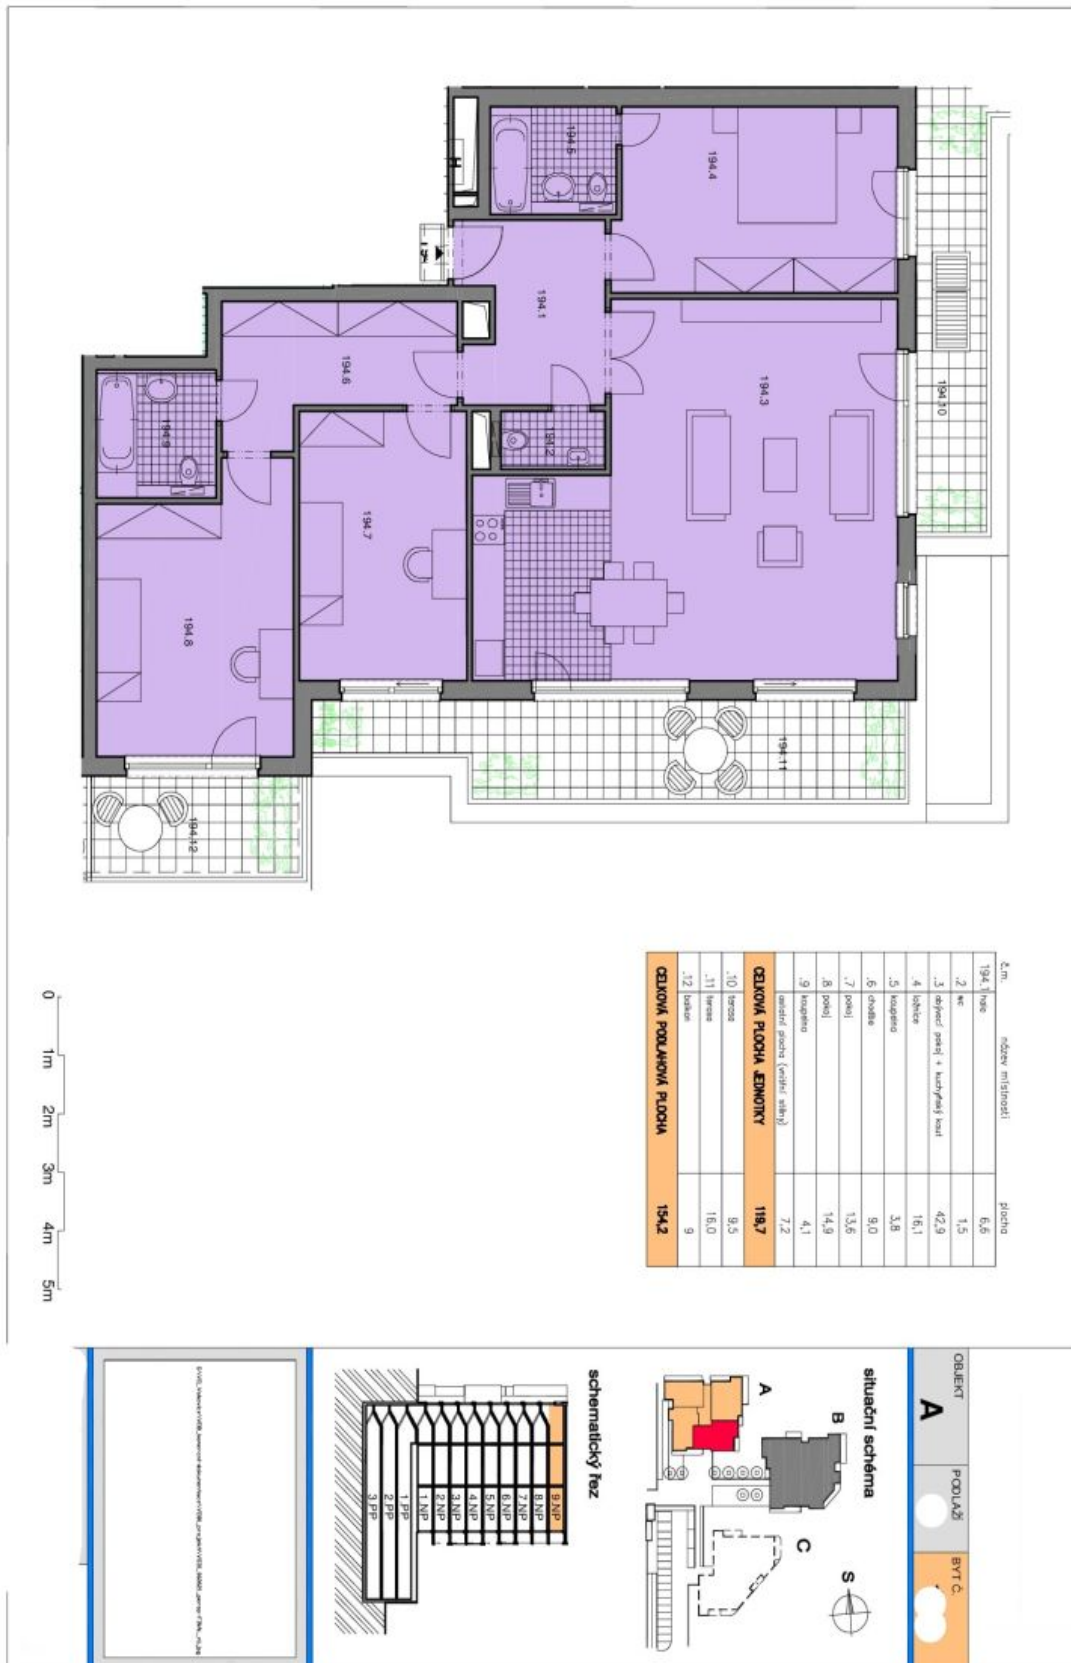 194.5
194.4
H
194.1
194.6
194.3
194.10
194.9
194.2
194.7
194.8
194.11
194.12
č.m. název místnosti plocha
194.1 hala 6,6
.2 wc 1,5
.3 obývací pokoj + kuchyňský kout 42,9
.4 ložnice 16,1
.5 koupelna 3,8
.6 chodba 9,0
.7 pokoj 13,6
.8 pokoj 14,9
.9 koupelna 4,1
ostatní plocha (vnitřní stěny) 7,2
CELKOVÁ PLOCHA JEDNOTKY 119,7
.10 terasa 9,5
.11 terasa 16,0
.12 balkon 9
CELKOVÁ PODLAHOVÁ PLOCHA 154,2
0 1m 2m 3m 4m 5m
OBJEKT PODLAŽÍ BYT Č.
A
situační schéma
A
B
C
S
schematický řez
9.NP
8.NP
7.NP
6.NP
5.NP
4.NP
3.NP
2.NP
1.NP
1.PP
2.PP
3.PP